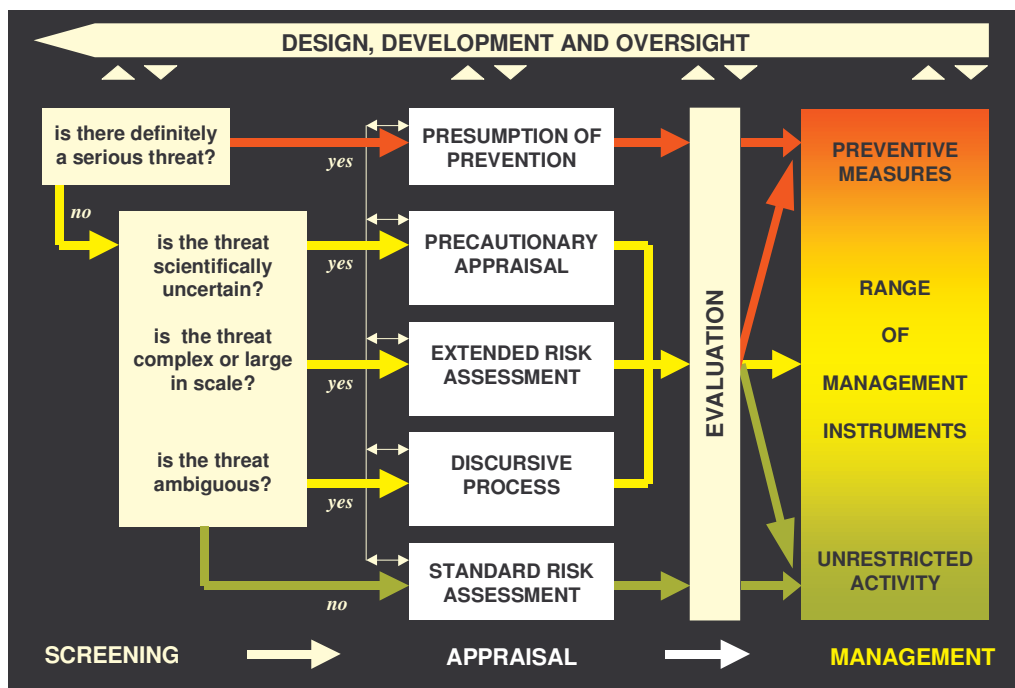 DESIGN, DEVELOPMENT AND OVERSIGHT
is there definitely
a serious threat?
yes
PRESUMPTION OF
PREVENTION
PREVENTIVE
MEASURES
no
is the threat
scientifically
uncertain?
yes
PRECAUTIONARY
APPRAISAL
is the threat
complex or large
in scale?
yes
EXTENDED RISK
ASSESSMENT
EVALUATION
RANGE
OF
MANAGEMENT
INSTRUMENTS
is the threat
ambiguous?
yes
DISCURSIVE
PROCESS
no
STANDARD RISK
ASSESSMENT
UNRESTRICTED
ACTIVITY
SCREENING
APPRAISAL
MANAGEMENT